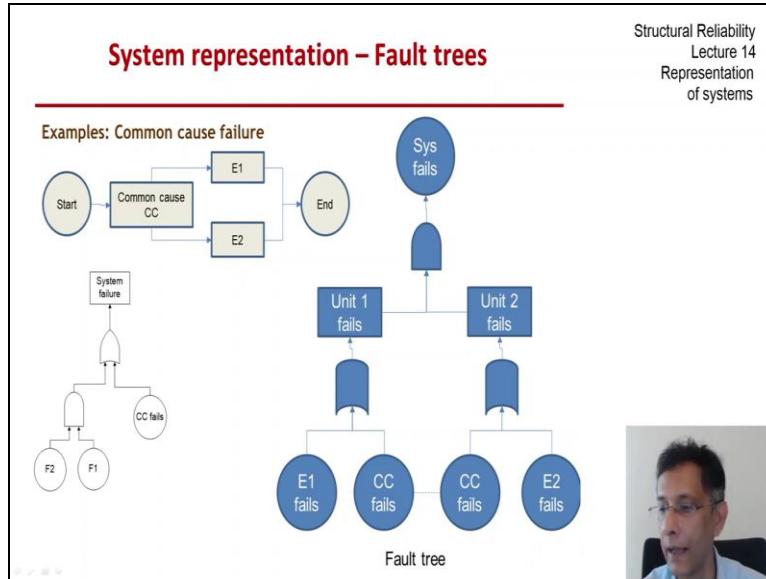 System representation – Fault trees
Structural Reliability
Lecture 14
Representation
of systems
Examples: Common cause failure
Start
Common cause
CC
E1
E2
End
System
failure
CC fails
F2
F1
Sys
fails
Unit 1
fails
Unit 2
fails
E1
fails
CC
fails
CC
fails
E2
fails
Fault tree